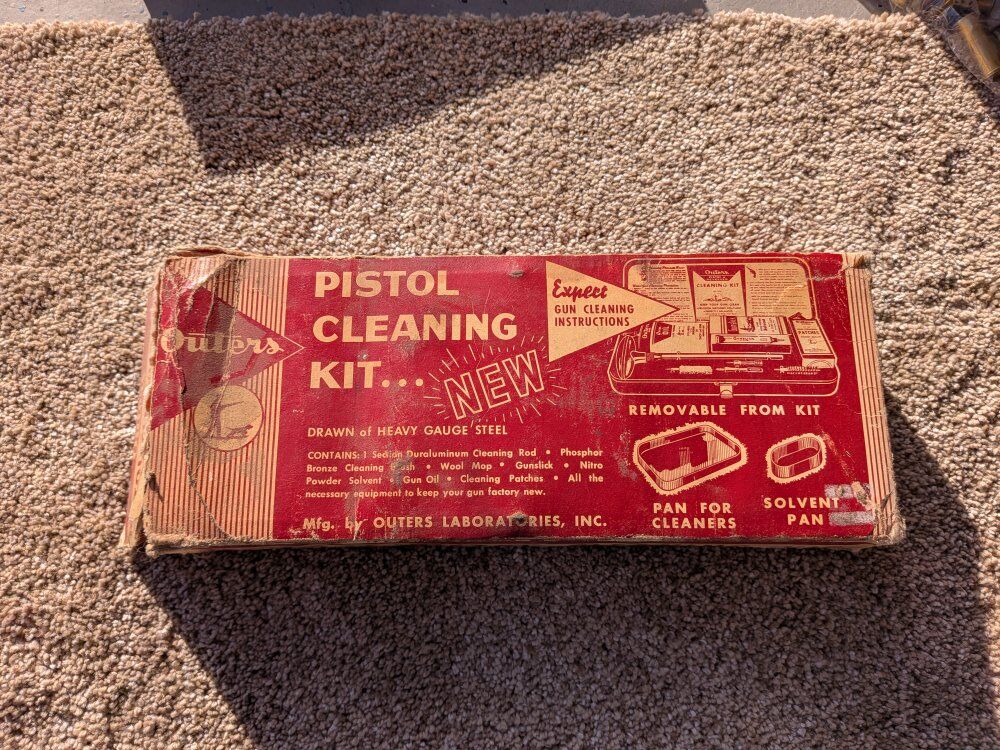 Outers
PISTOL
CLEANING
KIT...
NEW
DRAWN of HEAVY GAUGE STEEL
CONTAINS: 1 Section Duraluminum Cleaning Rod • Phosphor
Bronze Cleaning • Wool Mop • Gunslick • Nitro
Powder Solvent • Gun Oil • Cleaning Patches • All the
necessary equipment to keep your gun factory new.
Mfg. by OUTERS LABORATORIES, INC.
Expert
GUN CLEANING
INSTRUCTIONS
Outers
CLEANING KIT
PATCHES
REMOVABLE FROM KIT
PAN FOR
CLEANERS
SOLVENT
PAN